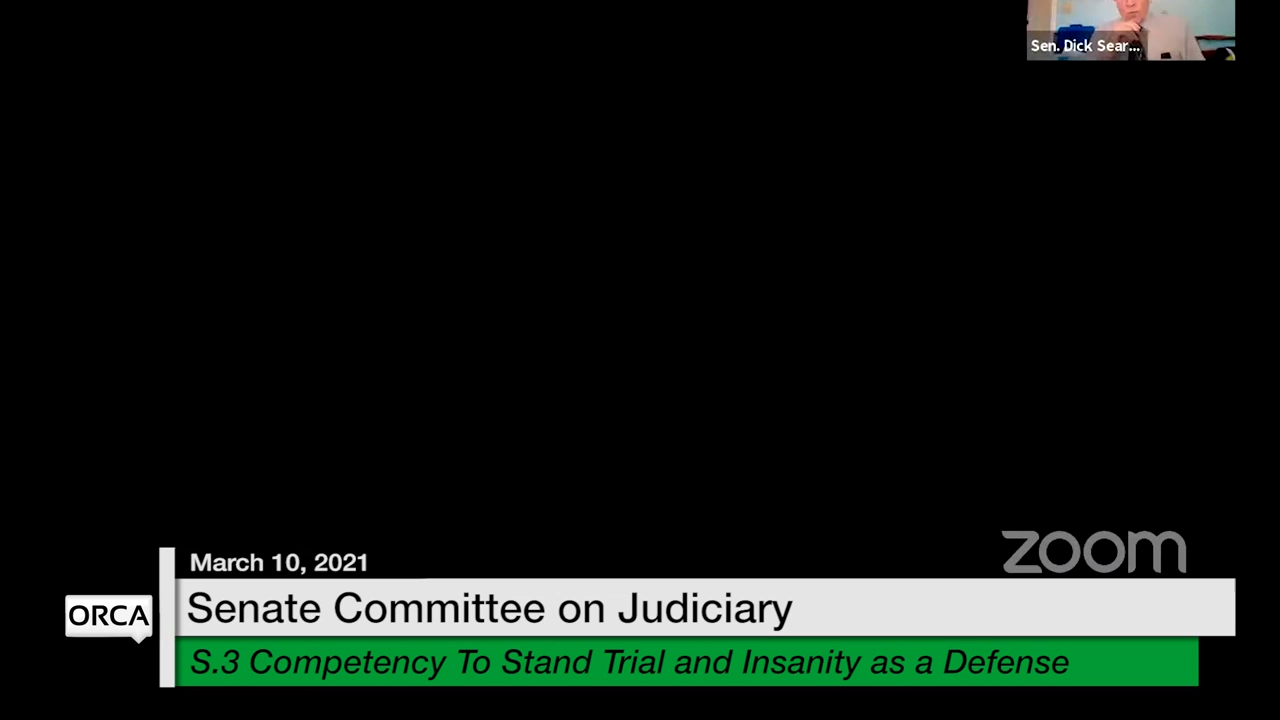 Sen. Dick Sear...
zoom
March 10, 2021
Senate Committee on Judiciary
ORCA
S.3 Competency To Stand Trial and Insanity as a Defense